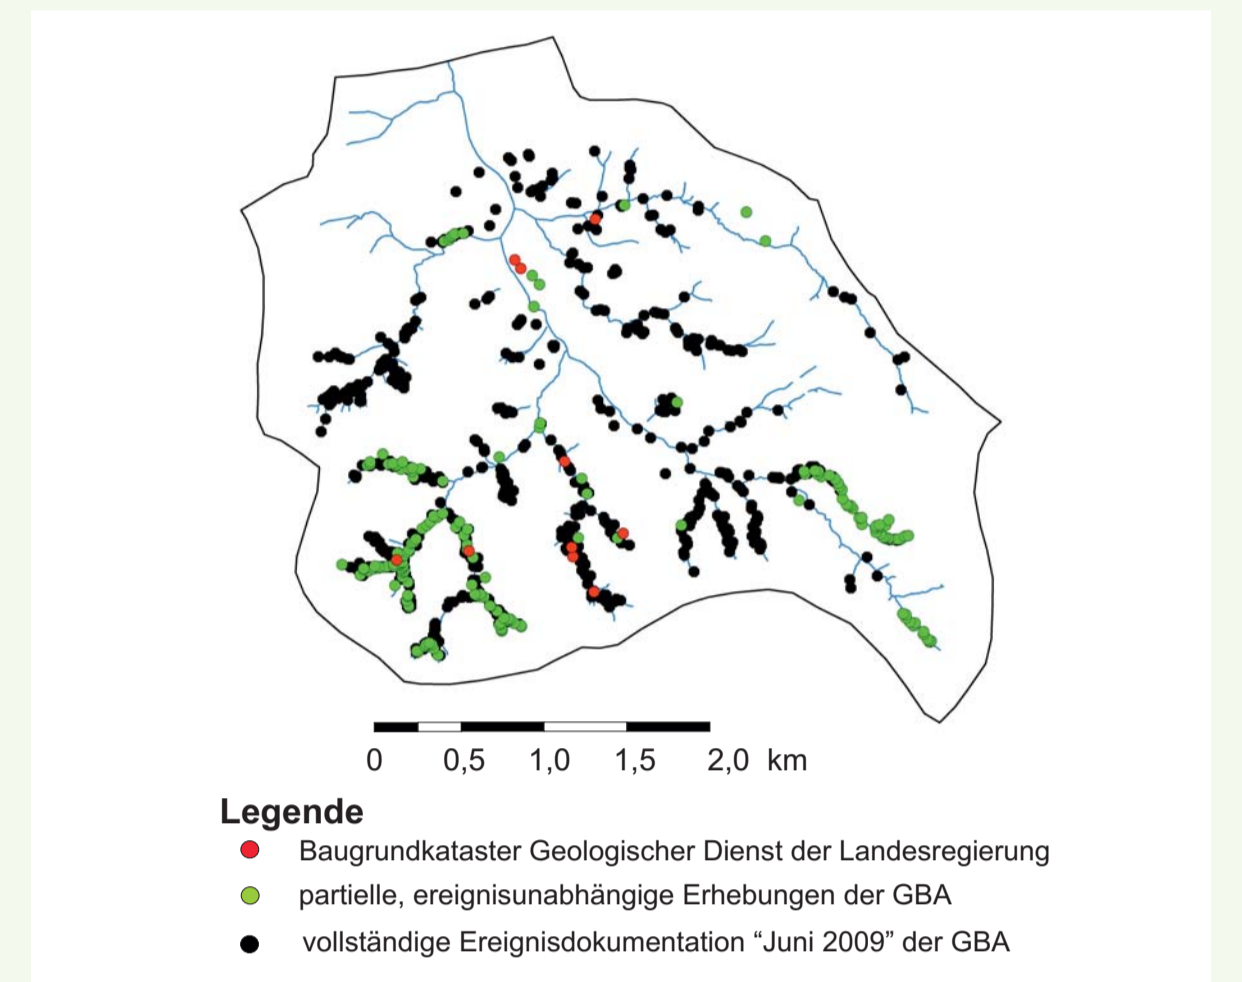 0 0,5 1,0 1,5 2,0 km
Legende
Baugrundkataster Geologischer Dienst der Landesregierung
partielle, ereignisunabhängige Erhebungen der GBA
vollständige Ereignisdokumentation “Juni 2009” der GBA